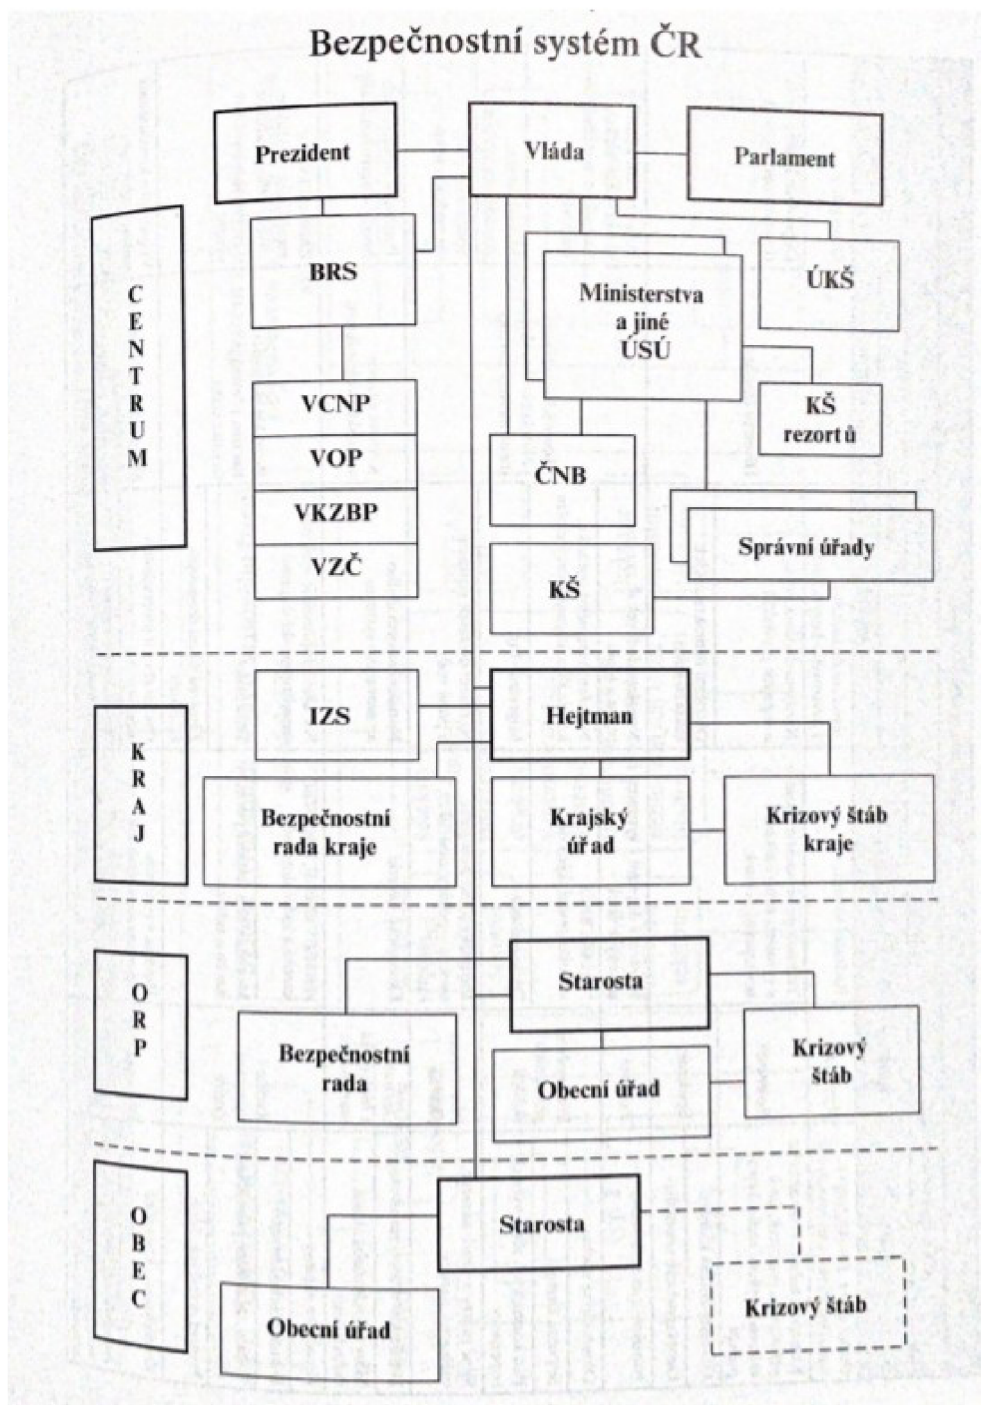 Bezpečnostní systém ČR
Prezident
Vláda
Parlament
CENTRUM
BRS
Ministerstva
a jiné
ÚSÚ
ÚKŠ
VCNP
VOP
VKZBP
VZČ
KŠ
rezortů
ČNB
Správní úřady
KŠ
KRAJ
IZS
Hejtman
Bezpečnostní
rada kraje
Krajský
úřad
Krizový štáb
kraje
ORP
Starosta
Bezpečnostní
rada
Obecní úřad
Krizový
štáb
OBEC
Starosta
Obecní úřad
Krizový štáb